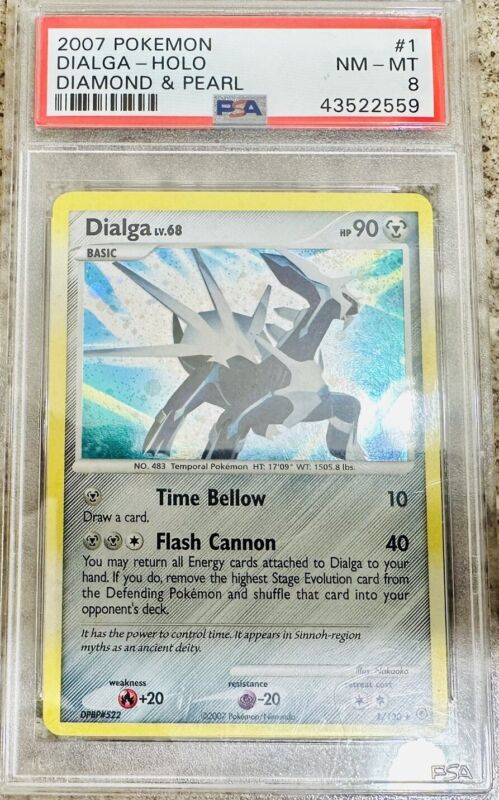 2007 POKEMON #1
DIALGA - HOLO NM - MT
DIAMOND & PEARL 8
PSA 43522559
Dialga LV.68 HP 90
BASIC
NO. 483 Temporal Pokémon HT: 17'09" WT: 1505.8 lbs.
Time Bellow 10
Draw a card.
Flash Cannon 40
You may return all Energy cards attached to Dialga to your
hand. If you do, remove the highest Stage Evolution card from
the Defending Pokémon and shuffle that card into your
opponent's deck.
It has the power to control time. It appears in Sinnoh-region
myths as an ancient deity.
Illus. Nakaoka
weakness resistance retreat cost
+20 -20
DPBP#522 ©2007 Pokémon/Nintendo 1/130
PSA